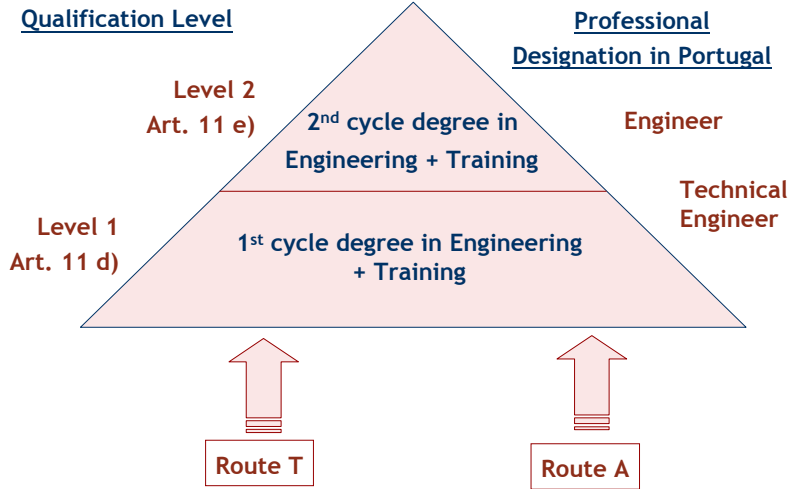 Qualification Level
Professional
Designation in Portugal
Level 2
Art. 11 e)
2nd cycle degree in
Engineering + Training
Engineer
Technical
Engineer
Level 1
Art. 11 d)
1st cycle degree in Engineering
+ Training
Route T
Route A